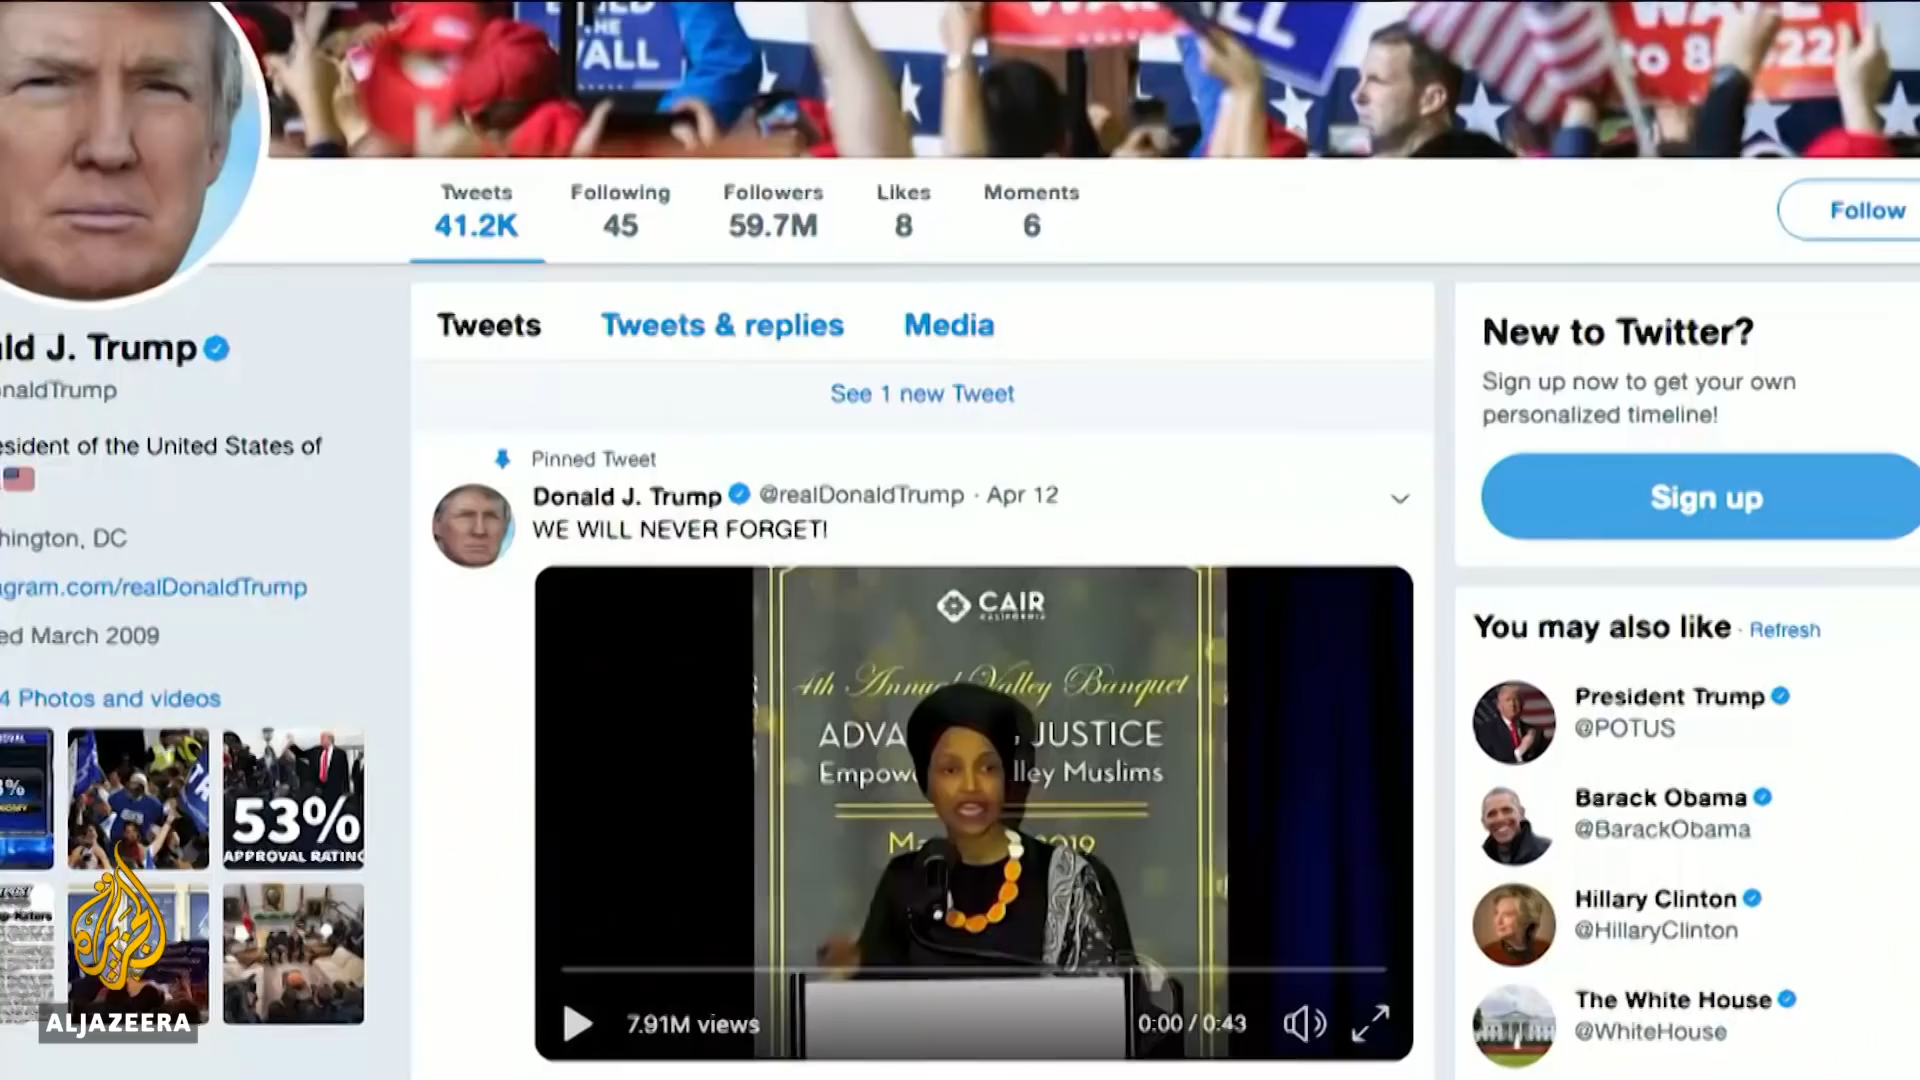 THE
WALL
Tweets
41.2K
Following
45
Followers
59.7M
Likes
8
Moments
6
Follow
ld J. Trump
naldTrump
esident of the United States of
hington, DC
gram.com/realDonaldTrump
ed March 2009
4 Photos and videos
53%
APPROVAL RATING
ALJAZEERA
Tweets
Tweets & replies
Media
See 1 new Tweet
Pinned Tweet
Donald J. Trump @realDonaldTrump · Apr 12
WE WILL NEVER FORGET!
CAIR
CALIFORNIA
4th Annual Valley Banquet
ADVA JUSTICE
Empow lley Muslims
Ma 2019
7.91M views
0:00 / 0:43
New to Twitter?
Sign up now to get your own
personalized timeline!
Sign up
You may also like · Refresh
President Trump
@POTUS
Barack Obama
@BarackObama
Hillary Clinton
@HillaryClinton
The White House
@WhiteHouse